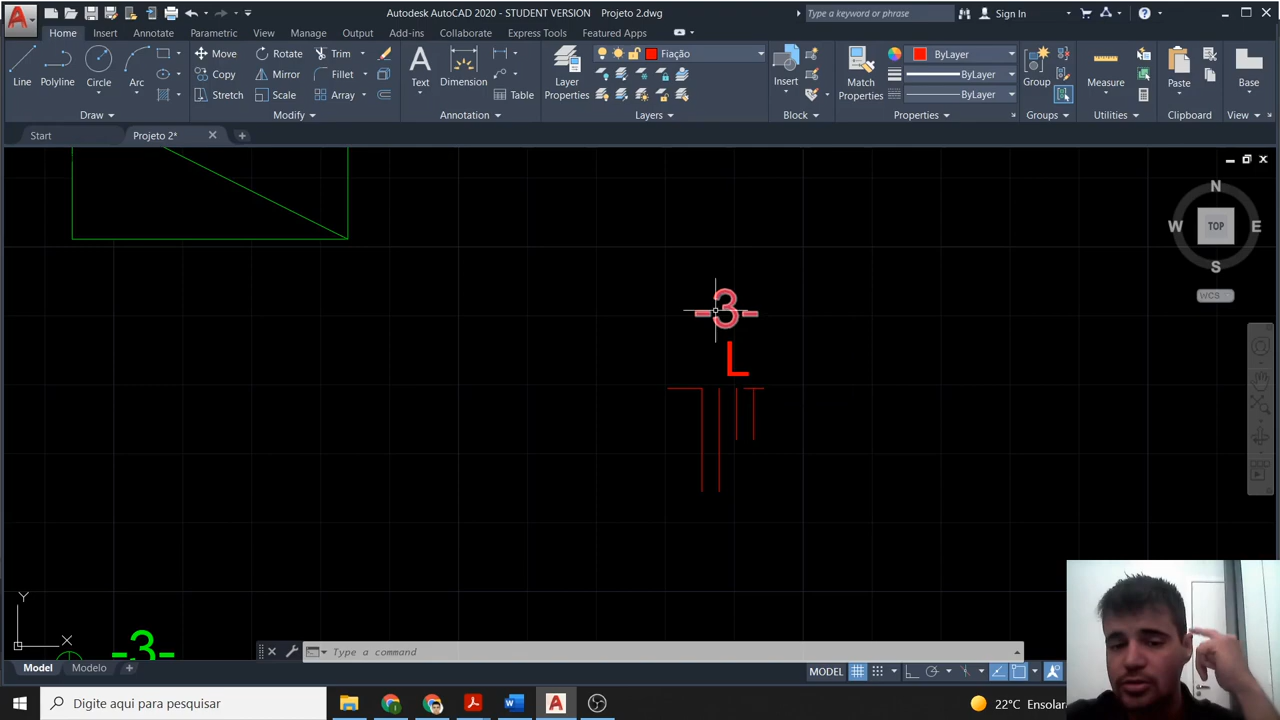 Autodesk AutoCAD 2020 - STUDENT VERSION Projeto 2.dwg
Type a keyword or phrase
Sign In
Home Insert Annotate Parametric View Manage Output Add-ins Collaborate Express Tools Featured Apps
Line Polyline Circle Arc
Move Rotate Trim
Copy Mirror Fillet
Stretch Scale Array
Text Dimension Table
Layer Properties
Fiação
Insert
Match Properties
ByLayer
ByLayer
ByLayer
Group
Measure
Paste
Base
Draw Modify Annotation Layers Block Properties Groups Utilities Clipboard View
Start Projeto 2*
N
W TOP E
S
WCS
-3-
L
Y
X
-3-
Type a command
Model Modelo
MODEL
Digite aqui para pesquisar
22°C Ensolar